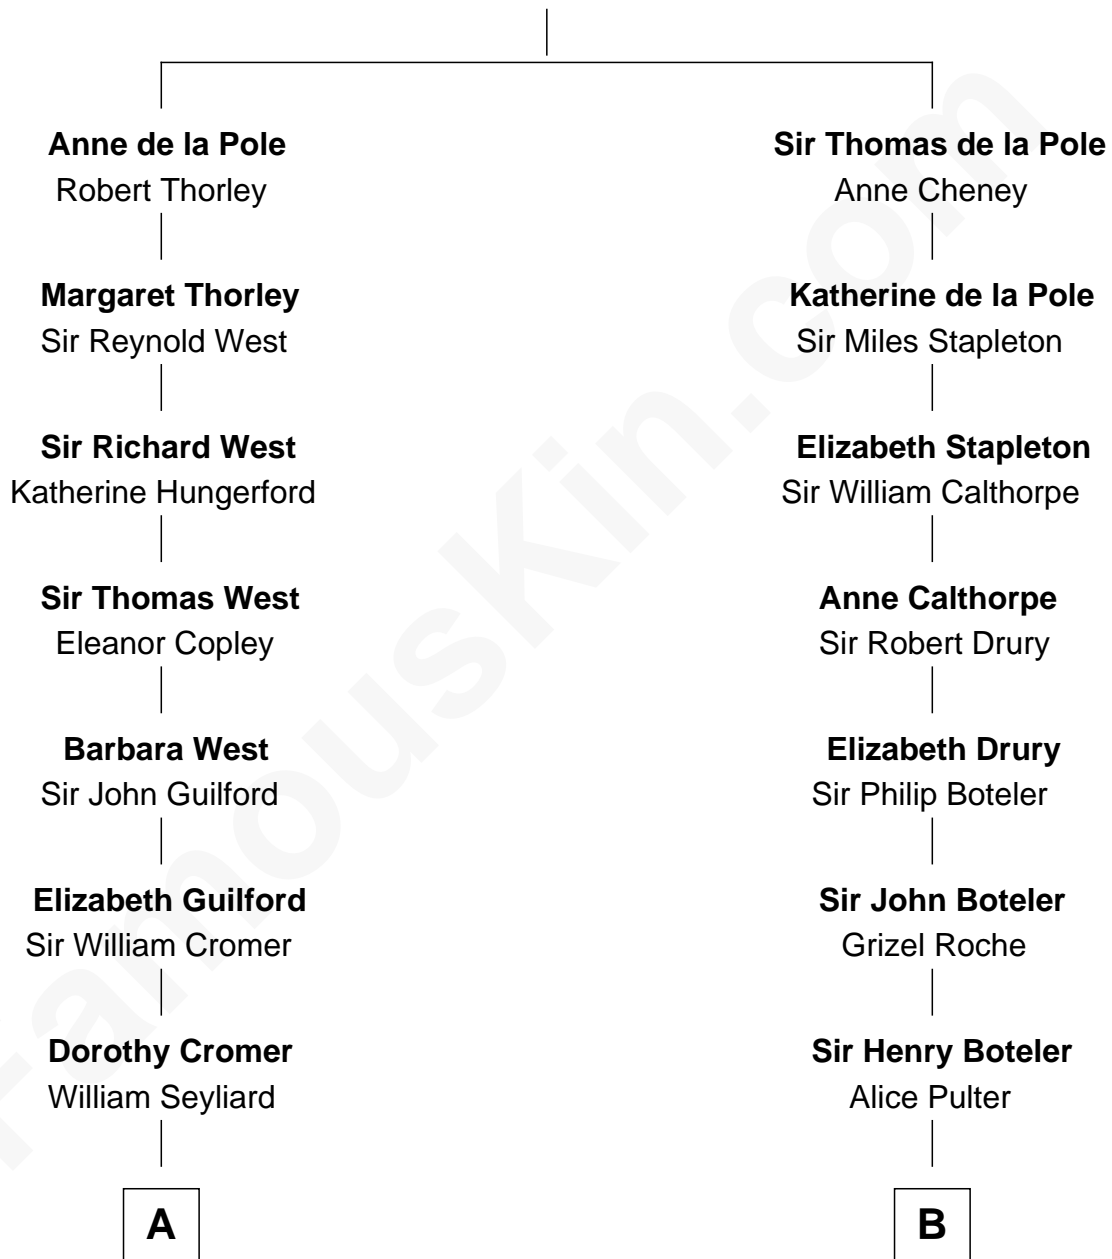 Anne de la Pole
Robert Thorley
Margaret Thorley
Sir Reynold West
Sir Richard West
Katherine Hungerford
Sir Thomas West
Eleanor Copley
Barbara West
Sir John Guilford
Elizabeth Guilford
Sir William Cromer
Dorothy Cromer
William Seyliard
A
Sir Thomas de la Pole
Anne Cheney
Katherine de la Pole
Sir Miles Stapleton
Elizabeth Stapleton
Sir William Calthorpe
Anne Calthorpe
Sir Robert Drury
Elizabeth Drury
Sir Philip Boteler
Sir John Boteler
Grizel Roche
Sir Henry Boteler
Alice Pulter
B
FamousKin.com